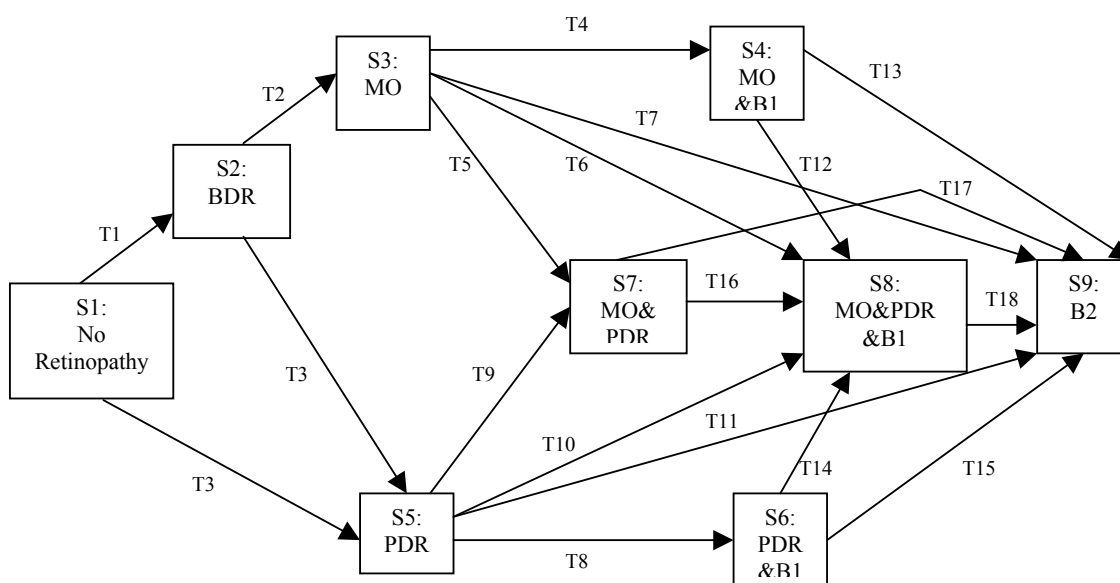 T4
S3:
MO
S4:
MO
&B1
T13
T2
T7
S2:
BDR
T5
T6
T12
T17
T1
S1:
No
Retinopathy
S7:
MO&
PDR
T16
S8:
MO&PDR
&B1
T18
S9:
B2
T3
T9
T10
T11
T14
T15
T3
S5:
PDR
T8
S6:
PDR
&B1